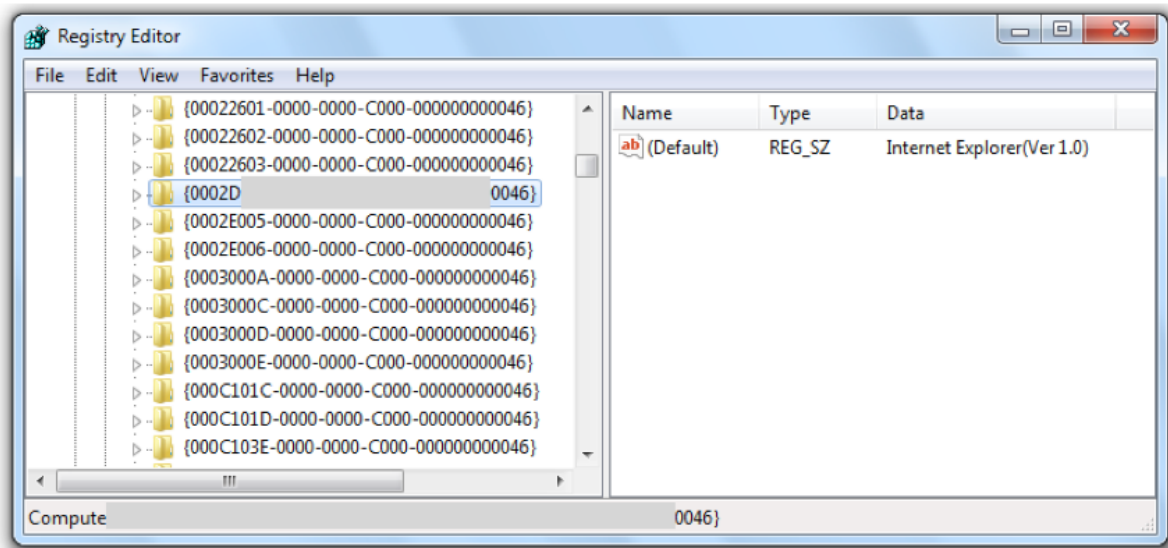 Registry Editor
File Edit View Favorites Help
{00022601-0000-0000-C000-000000000046}
{00022602-0000-0000-C000-000000000046}
{00022603-0000-0000-C000-000000000046}
{0002D 0046}
{0002E005-0000-0000-C000-000000000046}
{0002E006-0000-0000-C000-000000000046}
{0003000A-0000-0000-C000-000000000046}
{0003000C-0000-0000-C000-000000000046}
{0003000D-0000-0000-C000-000000000046}
{0003000E-0000-0000-C000-000000000046}
{000C101C-0000-0000-C000-000000000046}
{000C101D-0000-0000-C000-000000000046}
{000C103E-0000-0000-C000-000000000046}
Name Type Data
ab (Default) REG_SZ Internet Explorer(Ver 1.0)
Compute 0046}